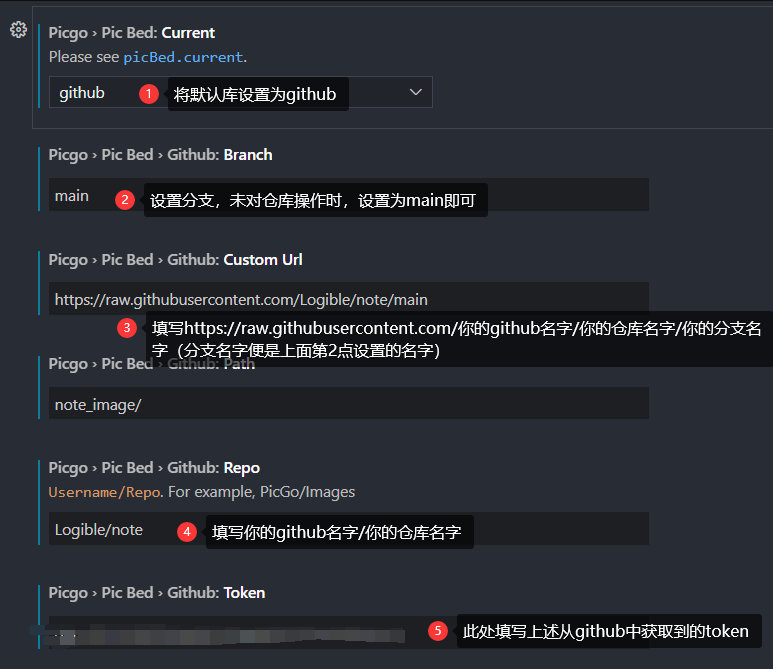 Picgo › Pic Bed: Current
Please see picBed.current.
github
1 将默认库设置为github
Picgo › Pic Bed › Github: Branch
main
2 设置分支，未对仓库操作时，设置为main即可
Picgo › Pic Bed › Github: Custom Url
https://raw.githubusercontent.com/Logible/note/main
3 填写https://raw.githubusercontent.com/你的github名字/你的仓库名字/你的分支名
字（分支名字便是上面第2点设置的名字）
Picgo › Pic Bed › Github: Path
note_image/
Picgo › Pic Bed › Github: Repo
Username/Repo. For example, PicGo/Images
Logible/note
4 填写你的github名字/你的仓库名字
Picgo › Pic Bed › Github: Token
5 此处填写上述从github中获取到的token